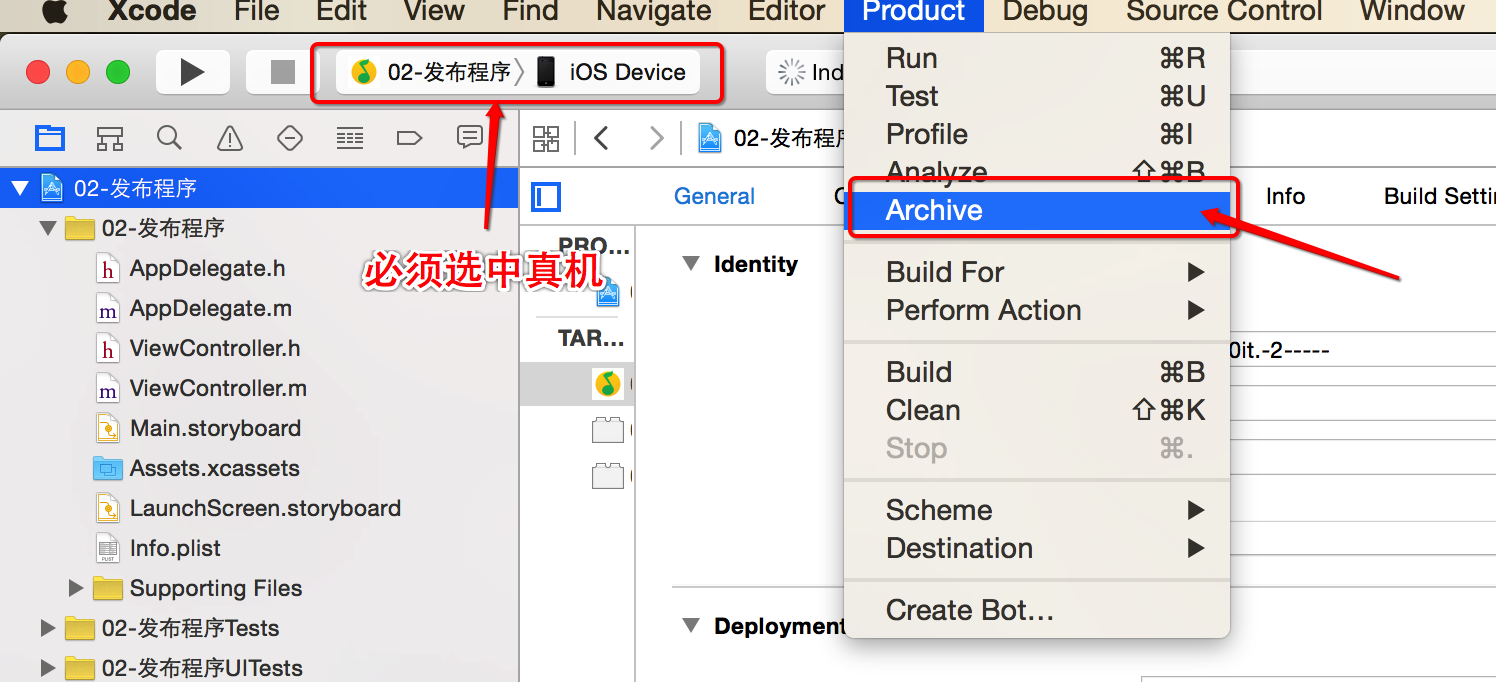 Xcode File Edit View Find Navigate Editor Product Debug Source Control Window
02-发布程序 iOS Device
Ind
02-发布程序
General
Info
Build Setti
02-发布程序
02-发布程序
h AppDelegate.h
m AppDelegate.m
h ViewController.h
m ViewController.m
Main.storyboard
Assets.xcassets
LaunchScreen.storyboard
PLIST Info.plist
Supporting Files
02-发布程序Tests
02-发布程序UITests
必须选中真机
PRO...
TAR...
Identity
0it.-2-----
Deployment
Run ⌘R
Test ⌘U
Profile ⌘I
Analyze ⇧⌘B
Archive
Build For
Perform Action
Build ⌘B
Clean ⇧⌘K
Stop ⌘.
Scheme
Destination
Create Bot…